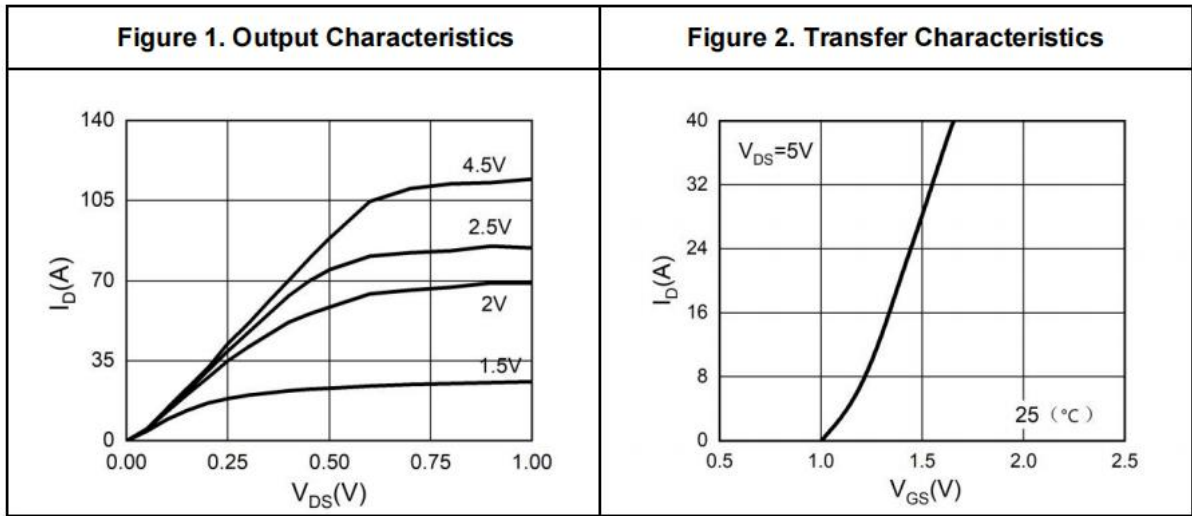 Figure 1. Output Characteristics
140
105
70
35
0
I_D(A)
4.5V
2.5V
2V
1.5V
0.00 0.25 0.50 0.75 1.00
V_DS(V)
Figure 2. Transfer Characteristics
40
32
24
16
8
0
I_D(A)
V_DS=5V
25（℃）
0.5 1.0 1.5 2.0 2.5
V_GS(V)